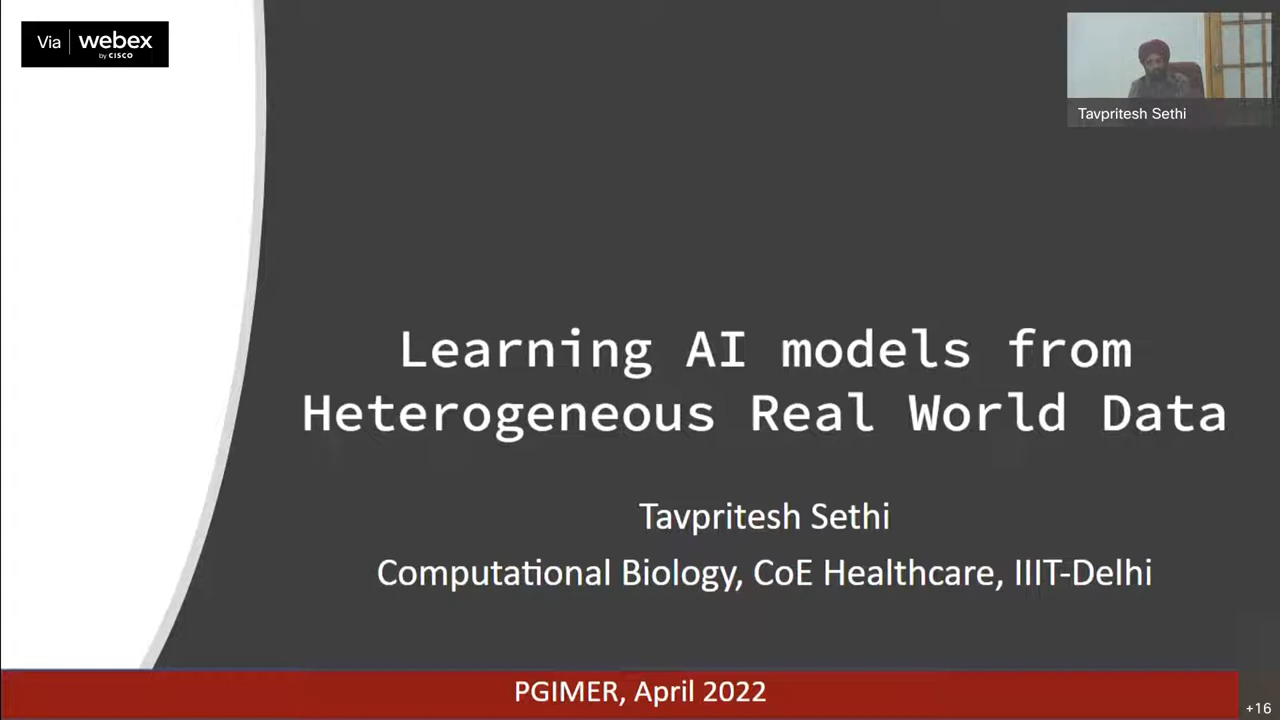 Via webex
by CISCO
Tavpritesh Sethi
Learning AI models from
Heterogeneous Real World Data
Tavpritesh Sethi
Computational Biology, CoE Healthcare, IIIT-Delhi
PGIMER, April 2022
+16